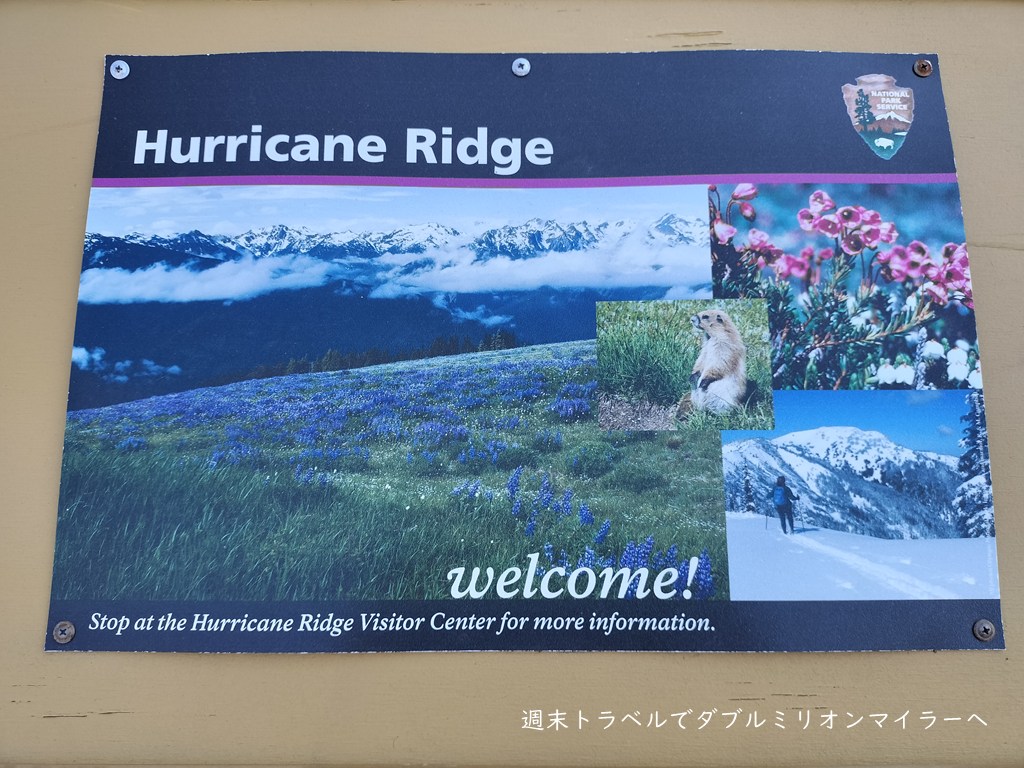 Hurricane Ridge
NATIONAL
PARK
SERVICE
welcome!
Stop at the Hurricane Ridge Visitor Center for more information.
週末トラベルでダブルミリオンマイラーへ